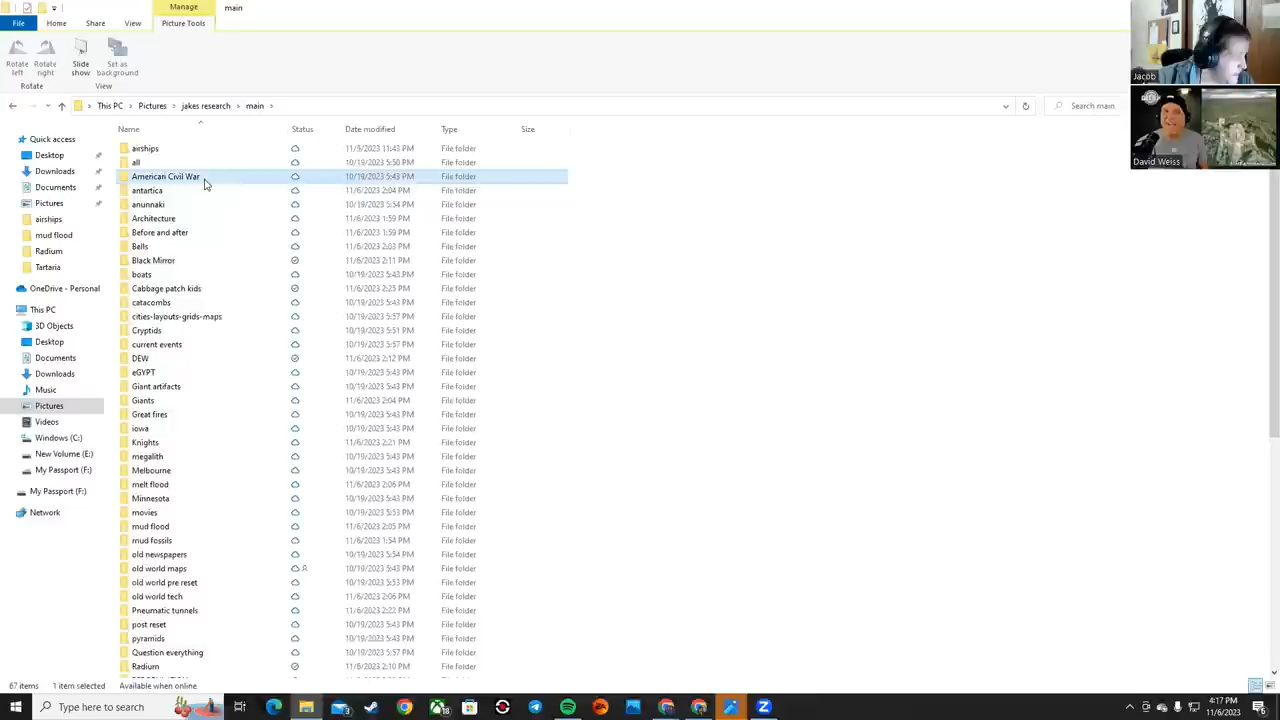 Manage
main
File
Home
Share
View
Picture Tools
Rotate left
Rotate right
Slide show
Set as background
Rotate
View
This PC
Pictures
jakes research
main
Search main
Name
Status
Date modified
Type
Size
Quick access
Desktop
Downloads
Documents
Pictures
airships
mud flood
Radium
Tartaria
OneDrive - Personal
This PC
3D Objects
Desktop
Documents
Downloads
Music
Pictures
Videos
Windows (C:)
New Volume (E:)
My Passport (F:)
My Passport (F:)
Network
airships 11/3/2023 11:43 PM File folder
all 10/19/2023 5:50 PM File folder
American Civil War 10/19/2023 5:43 PM File folder
antartica 11/6/2023 2:04 PM File folder
anunnaki 10/19/2023 5:54 PM File folder
Architecture 11/6/2023 1:59 PM File folder
Before and after 11/6/2023 1:59 PM File folder
Bells 11/6/2023 2:03 PM File folder
Black Mirror 11/6/2023 2:11 PM File folder
boats 10/19/2023 5:43 PM File folder
Cabbage patch kids 11/6/2023 2:25 PM File folder
catacombs 10/19/2023 5:43 PM File folder
cities-layouts-grids-maps 10/19/2023 5:57 PM File folder
Cryptids 10/19/2023 5:51 PM File folder
current events 10/19/2023 5:57 PM File folder
DEW 11/6/2023 2:12 PM File folder
eGYPT 10/19/2023 5:43 PM File folder
Giant artifacts 10/19/2023 5:43 PM File folder
Giants 11/6/2023 2:04 PM File folder
Great fires 10/19/2023 5:43 PM File folder
iowa 10/19/2023 5:43 PM File folder
Knights 11/6/2023 2:21 PM File folder
megalith 10/19/2023 5:43 PM File folder
Melbourne 10/19/2023 5:43 PM File folder
melt flood 11/6/2023 2:06 PM File folder
Minnesota 10/19/2023 5:43 PM File folder
movies 10/19/2023 5:53 PM File folder
mud flood 11/6/2023 2:05 PM File folder
mud fossils 11/6/2023 1:54 PM File folder
old newspapers 10/19/2023 5:54 PM File folder
old world maps 10/19/2023 5:43 PM File folder
old world pre reset 10/19/2023 5:53 PM File folder
old world tech 11/6/2023 2:06 PM File folder
Pneumatic tunnels 11/6/2023 2:22 PM File folder
post reset 10/19/2023 5:43 PM File folder
pyramids 10/19/2023 5:43 PM File folder
Question everything 10/19/2023 5:57 PM File folder
Radium 11/6/2023 2:10 PM File folder
67 items
1 item selected
Available when online
Jacob
David Weiss
Type here to search
4:17 PM
11/6/2023